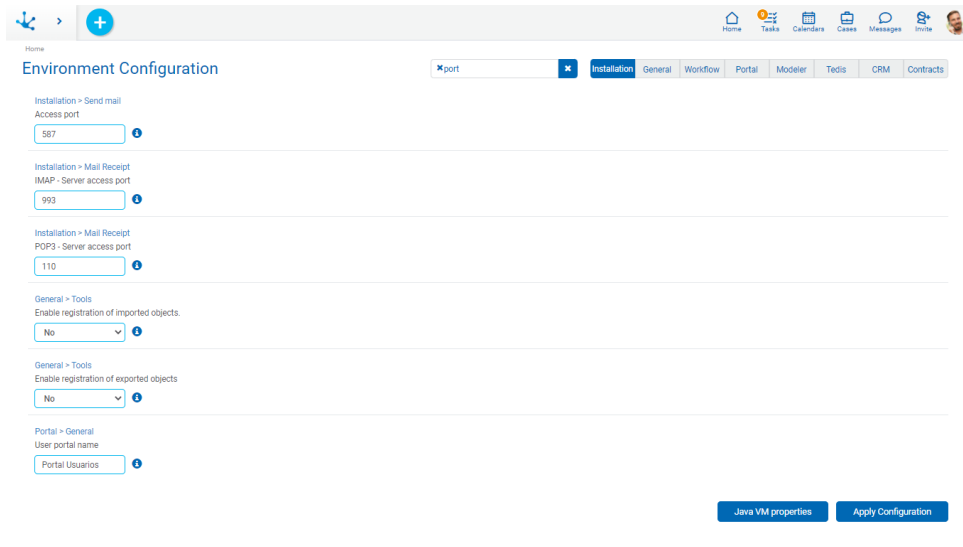 9
Home
Tasks
Calendars
Cases
Messages
Invite
Home
Environment Configuration
port
Installation
General
Workflow
Portal
Modeler
Tedis
CRM
Contracts
Installation > Send mail
Access port
587
Installation > Mail Receipt
IMAP - Server access port
993
Installation > Mail Receipt
POP3 - Server access port
110
General > Tools
Enable registration of imported objects.
No
General > Tools
Enable registration of exported objects
No
Portal > General
User portal name
Portal Usuarios
Java VM properties
Apply Configuration